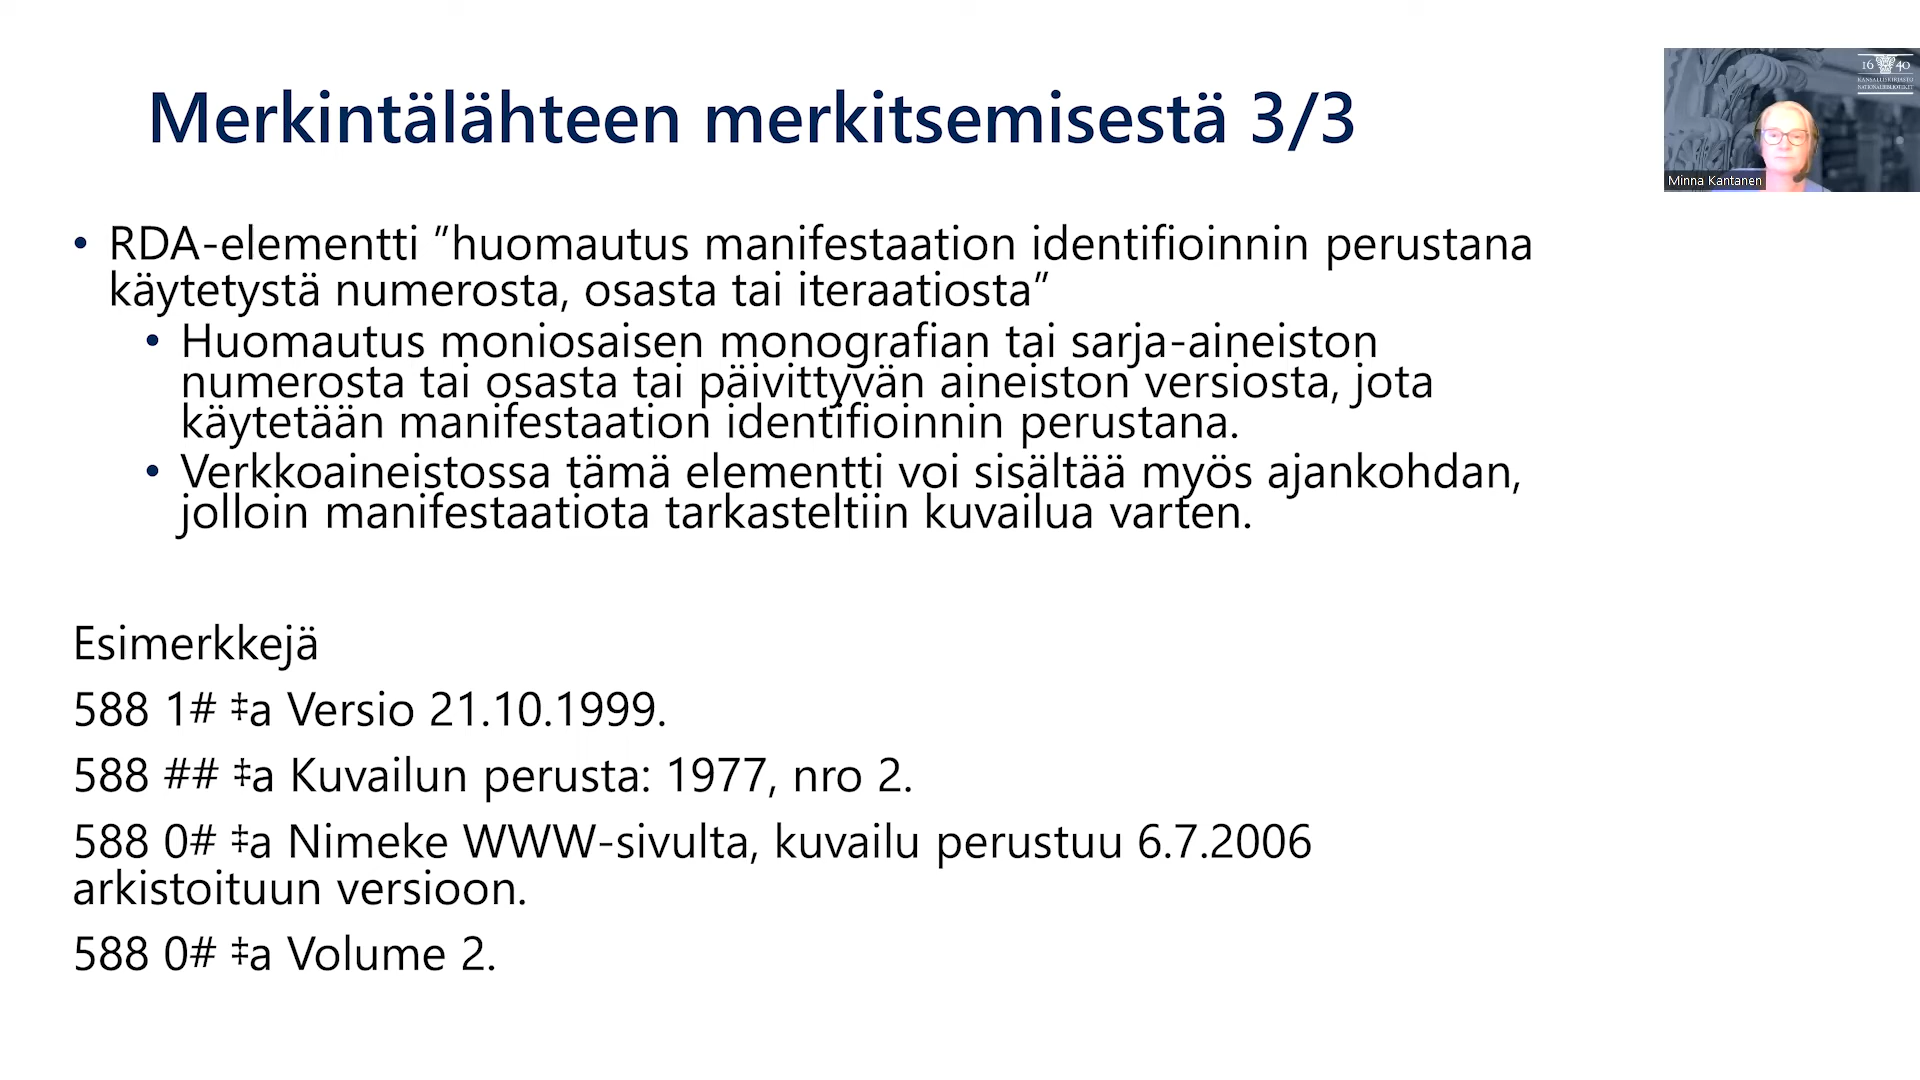 Merkintälähteen merkitsemisestä 3/3
16 40
KANSALLISKIRJASTO
NATIONALBIBLIOTEKET
Minna Kantanen
• RDA-elementti ”huomautus manifestaation identifioinnin perustana
käytetystä numerosta, osasta tai iteraatiosta”
• Huomautus moniosaisen monografian tai sarja-aineiston
numerosta tai osasta tai päivittyvän aineiston versiosta, jota
käytetään manifestaation identifioinnin perustana.
• Verkkoaineistossa tämä elementti voi sisältää myös ajankohdan,
jolloin manifestaatiota tarkasteltiin kuvailua varten.
Esimerkkejä
588 1# ‡a Versio 21.10.1999.
588 ## ‡a Kuvailun perusta: 1977, nro 2.
588 0# ‡a Nimeke WWW-sivulta, kuvailu perustuu 6.7.2006
arkistoituun versioon.
588 0# ‡a Volume 2.